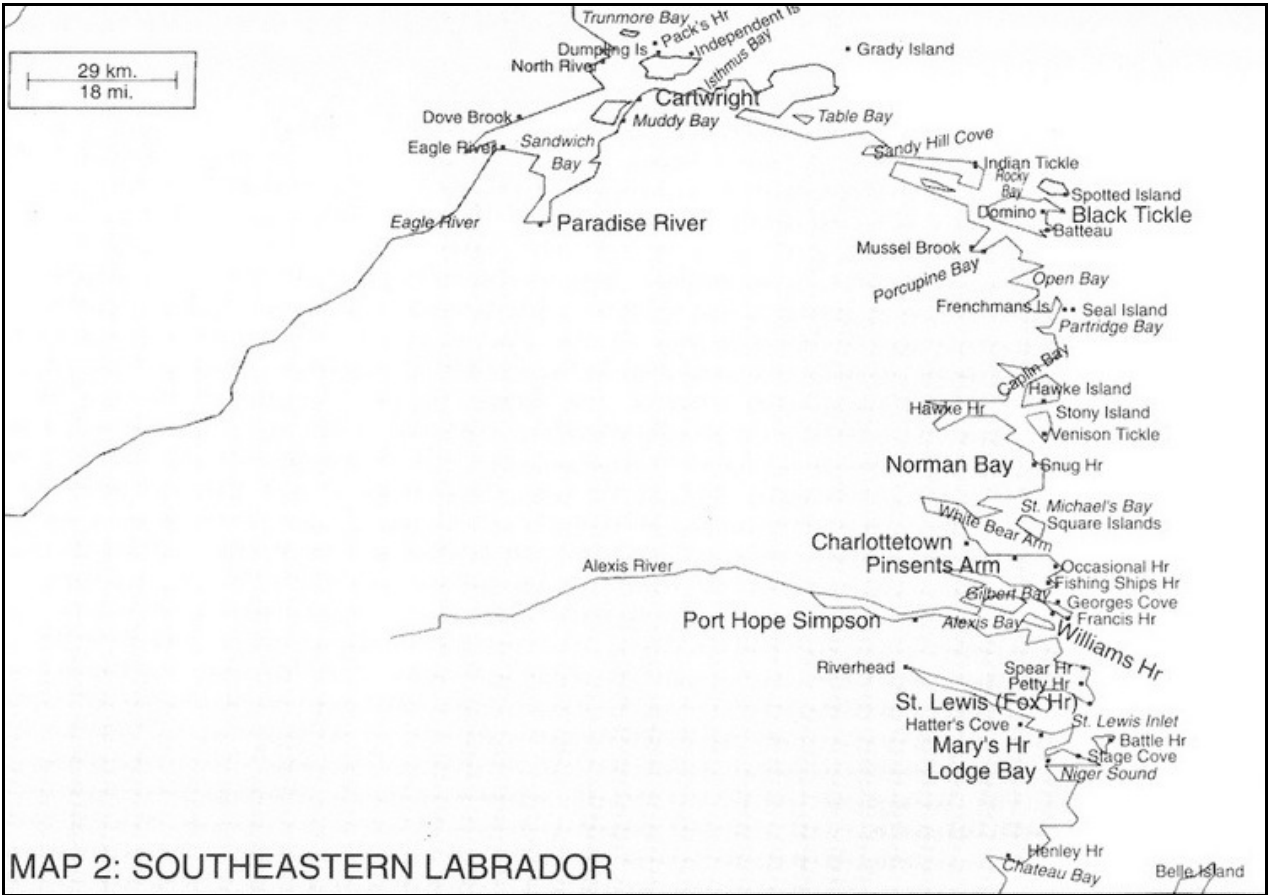 Trunmore Bay
Pack's Hr
Independent Is
Dumpling Is
North River
Isthmus Bay
Grady Island
29 km.
18 mi.
Cartwright
Dove Brook
Muddy Bay
Table Bay
Eagle River
Sandwich
Bay
Sandy Hill Cove
Indian Tickle
Rocky
Bay
Spotted Island
Domino
Black Tickle
Eagle River
Paradise River
Batteau
Mussel Brook
Porcupine Bay
Open Bay
Frenchmans Is
Seal Island
Partridge Bay
Caplin Bay
Hawke Island
Hawke Hr
Stony Island
Venison Tickle
Norman Bay
Snug Hr
St. Michael's Bay
White Bear Arm
Square Islands
Charlottetown
Pinsents Arm
Alexis River
Occasional Hr
Fishing Ships Hr
Gilbert Bay
Georges Cove
Port Hope Simpson
Alexis Bay
Francis Hr
Williams Hr
Riverhead
Spear Hr
Petty Hr
St. Lewis (Fox Hr)
Hatter's Cove
St. Lewis Inlet
Mary's Hr
Battle Hr
Stage Cove
Lodge Bay
Niger Sound
Henley Hr
Chateau Bay
Belle Island
MAP 2: SOUTHEASTERN LABRADOR